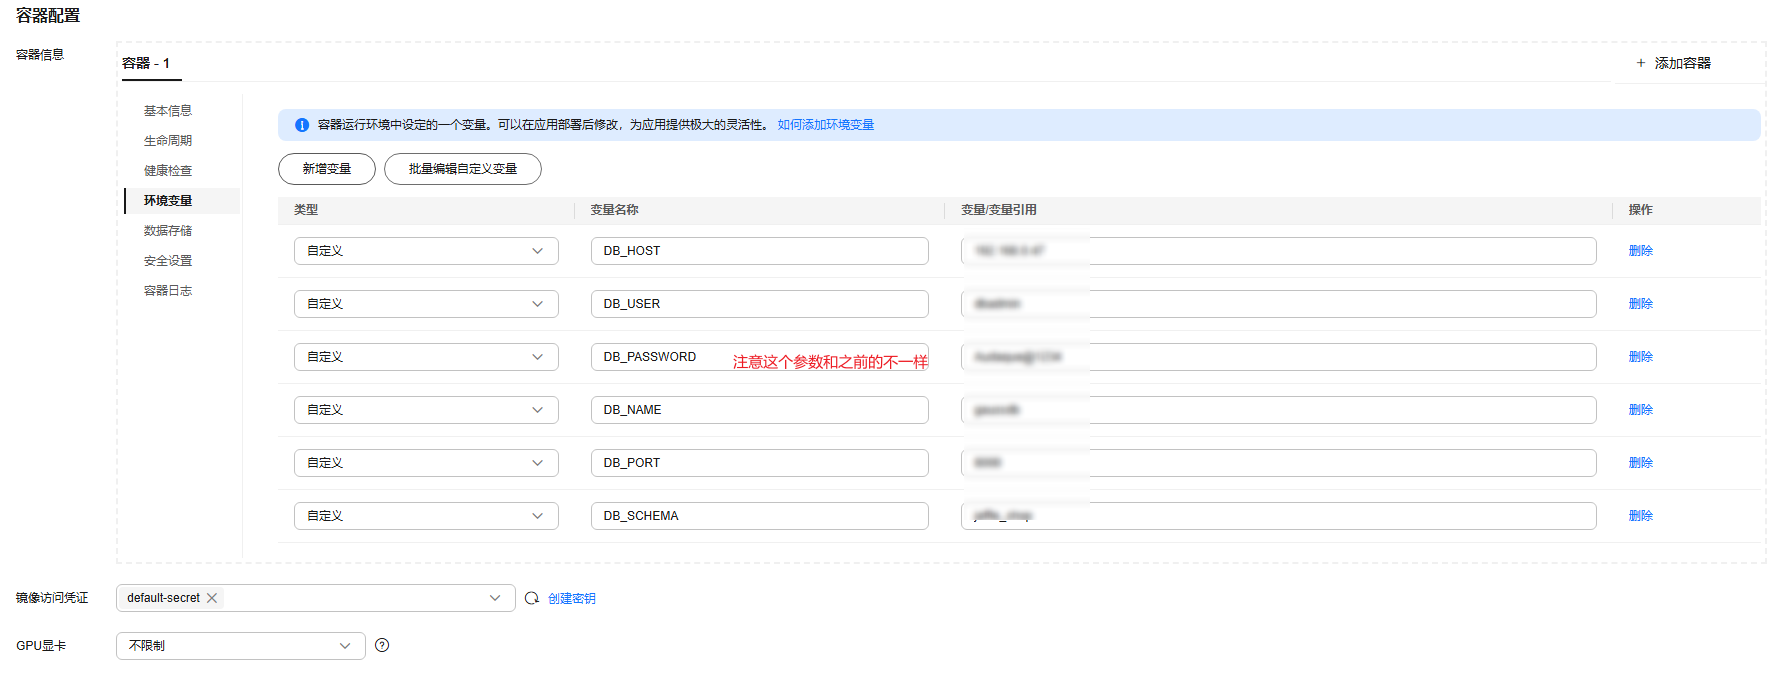 容器配置
容器信息
容器 - 1
+ 添加容器
基本信息
生命周期
健康检查
环境变量
数据存储
安全设置
容器日志
容器运行环境中设定的一个变量。可以在应用部署后修改，为应用提供极大的灵活性。 如何添加环境变量
新增变量 批量编辑自定义变量
类型 变量名称 变量/变量引用 操作
自定义 DB_HOST 删除
自定义 DB_USER 删除
自定义 DB_PASSWORD 注意这个参数和之前的不一样 删除
自定义 DB_NAME 删除
自定义 DB_PORT 删除
自定义 DB_SCHEMA 删除
镜像访问凭证 default-secret 创建密钥
GPU显卡 不限制